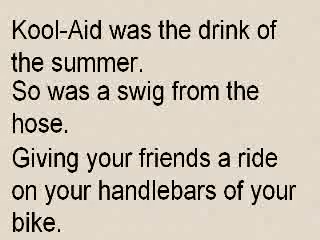 Kool-Aid was the drink of
the summer.
So was a swig from the
hose.
Giving your friends a ride
on your handlebars of your
bike.